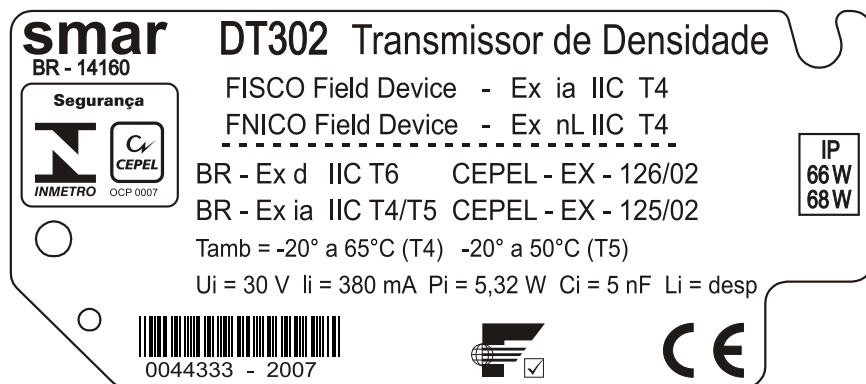 smar
BR - 14160
DT302 Transmissor de Densidade
FISCO Field Device - Ex ia IIC T4
FNICO Field Device - Ex nL IIC T4
Segurança
INMETRO
CEPEL
OCP 0007
BR - Ex d IIC T6 CEPEL - EX - 126/02
BR - Ex ia IIC T4/T5 CEPEL - EX - 125/02
Tamb = -20° a 65°C (T4) -20° a 50°C (T5)
Ui = 30 V Ii = 380 mA Pi = 5,32 W Ci = 5 nF Li = desp
IP
66W
68W
0044333 - 2007
CE